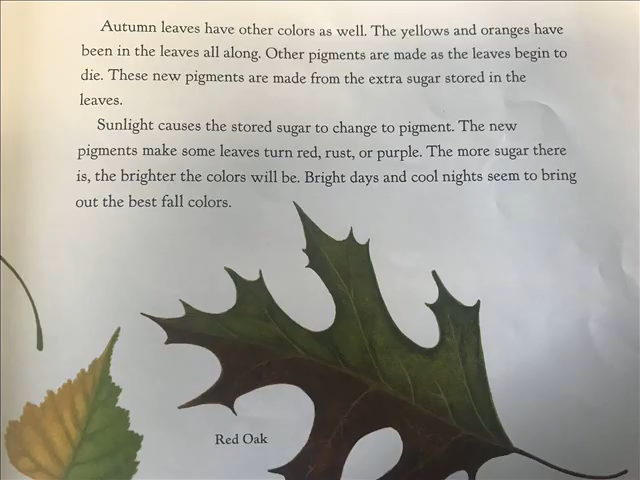 Autumn leaves have other colors as well. The yellows and oranges have
been in the leaves all along. Other pigments are made as the leaves begin to
die. These new pigments are made from the extra sugar stored in the
leaves.
Sunlight causes the stored sugar to change to pigment. The new
pigments make some leaves turn red, rust, or purple. The more sugar there
is, the brighter the colors will be. Bright days and cool nights seem to bring
out the best fall colors.
Red Oak